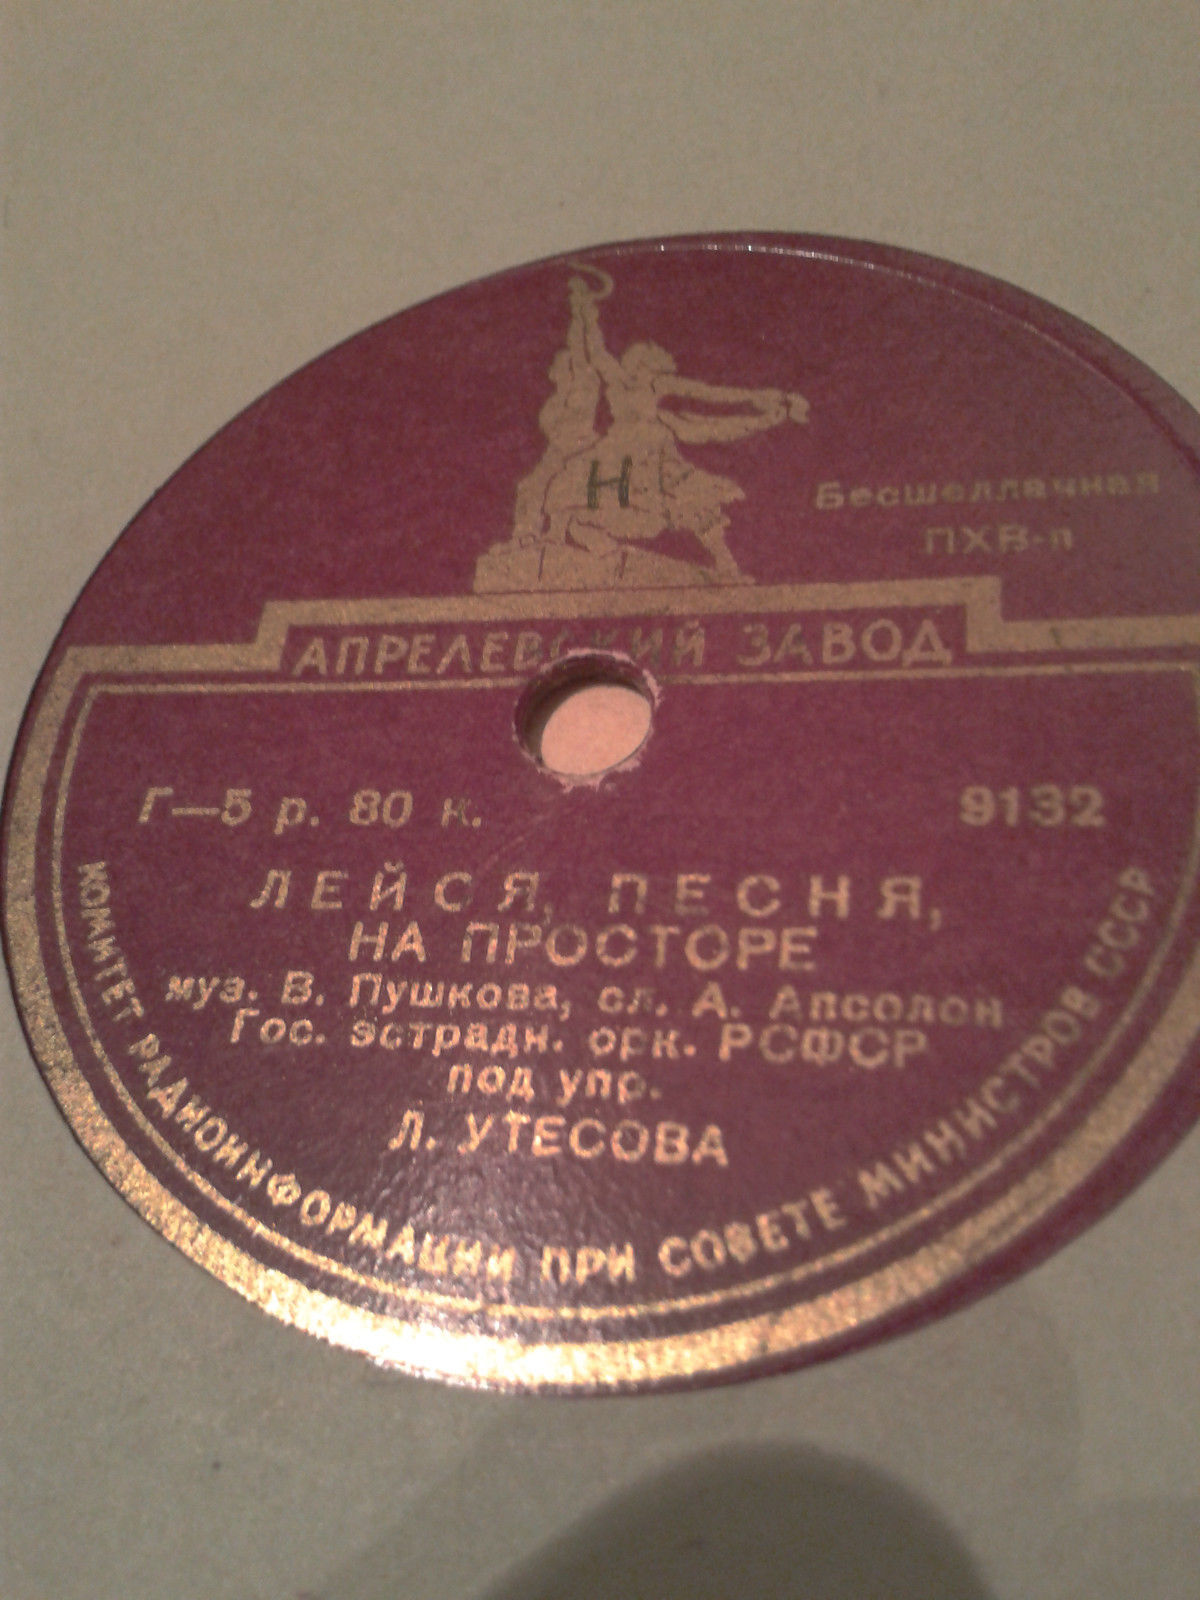 Н
Бесшеллачная
ПХВ-п
АПРЕЛЕВСКИЙ ЗАВОД
Г—5 р. 80 к.
9132
ЛЕЙСЯ, ПЕСНЯ,
НА ПРОСТОРЕ
муз. В. Пушкова, сл. А. Апсолон
Гос. эстрадн. орк. РСФСР
под упр.
Л. УТЕСОВА
КОМИТЕТ РАДИОИНФОРМАЦИИ ПРИ СОВЕТЕ МИНИСТРОВ СССР